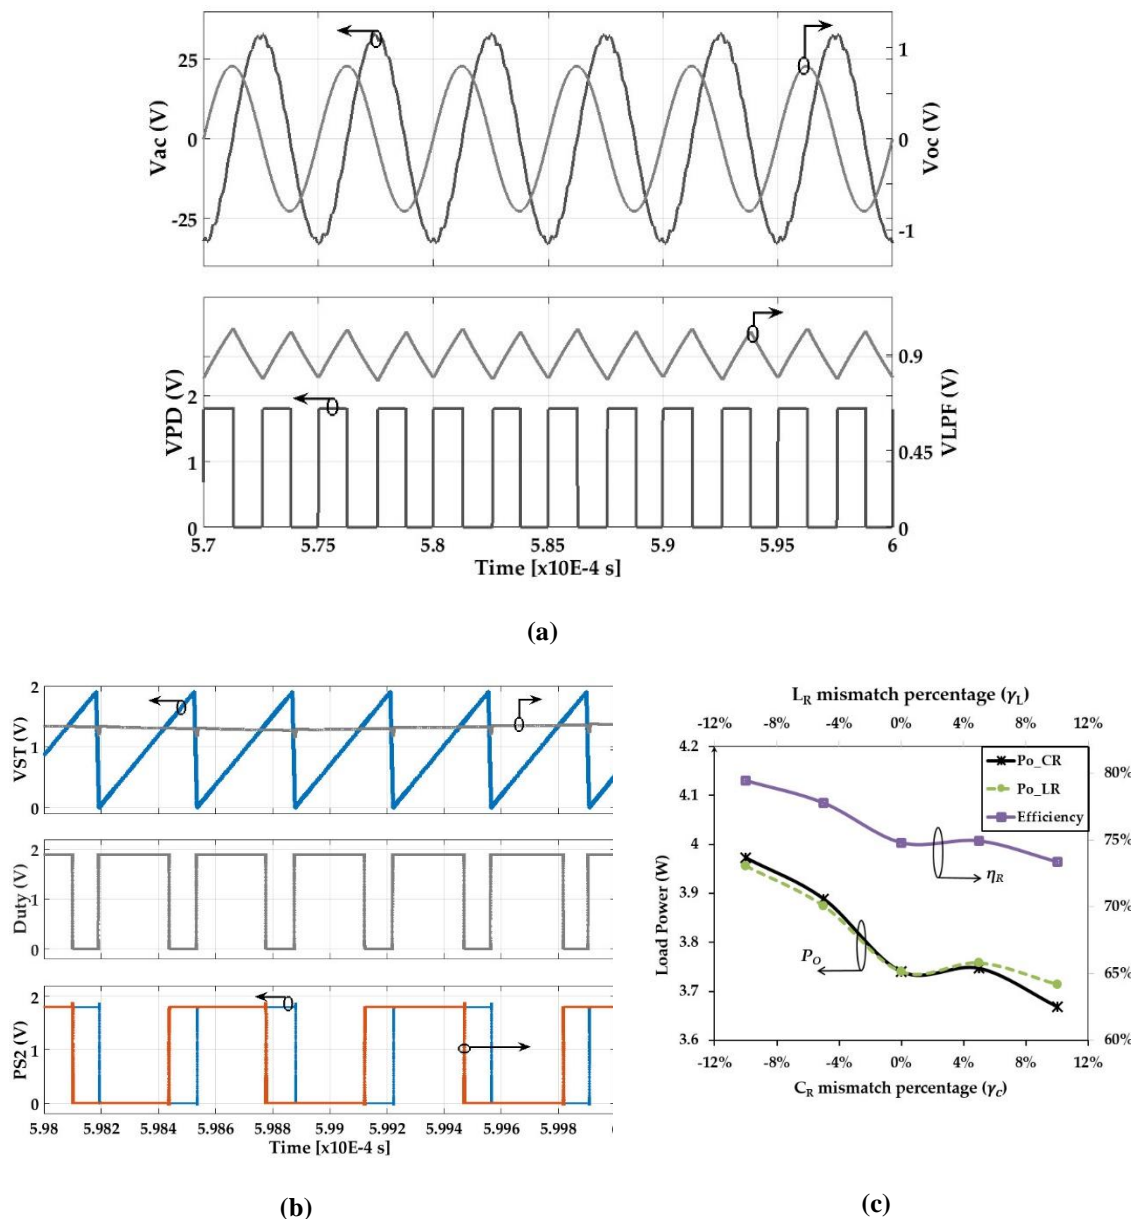 Vac (V)
25
0
-25
Voc (V)
1
0
-1
VPD (V)
2
1
0
VLPF (V)
0.9
0.45
0
5.7 5.75 5.8 5.85 5.9 5.95 6
Time [x10E-4 s]
(a)
VST (V)
2
1
0
Duty (V)
2
1
0
PS2 (V)
2
1
0
5.98 5.982 5.984 5.986 5.988 5.99 5.992 5.994 5.996 5.998
Time [x10E-4 s]
(b)
LR mismatch percentage (γL)
-12% -8% -4% 0% 4% 8% 12%
Load Power (W)
4.2
4.1
4
3.9
3.8
3.7
3.6
80%
75%
70%
65%
60%
Po_CR
Po_LR
Efficiency
ηR
PO
-12% -8% -4% 0% 4% 8% 12%
CR mismatch percentage (γc)
(c)